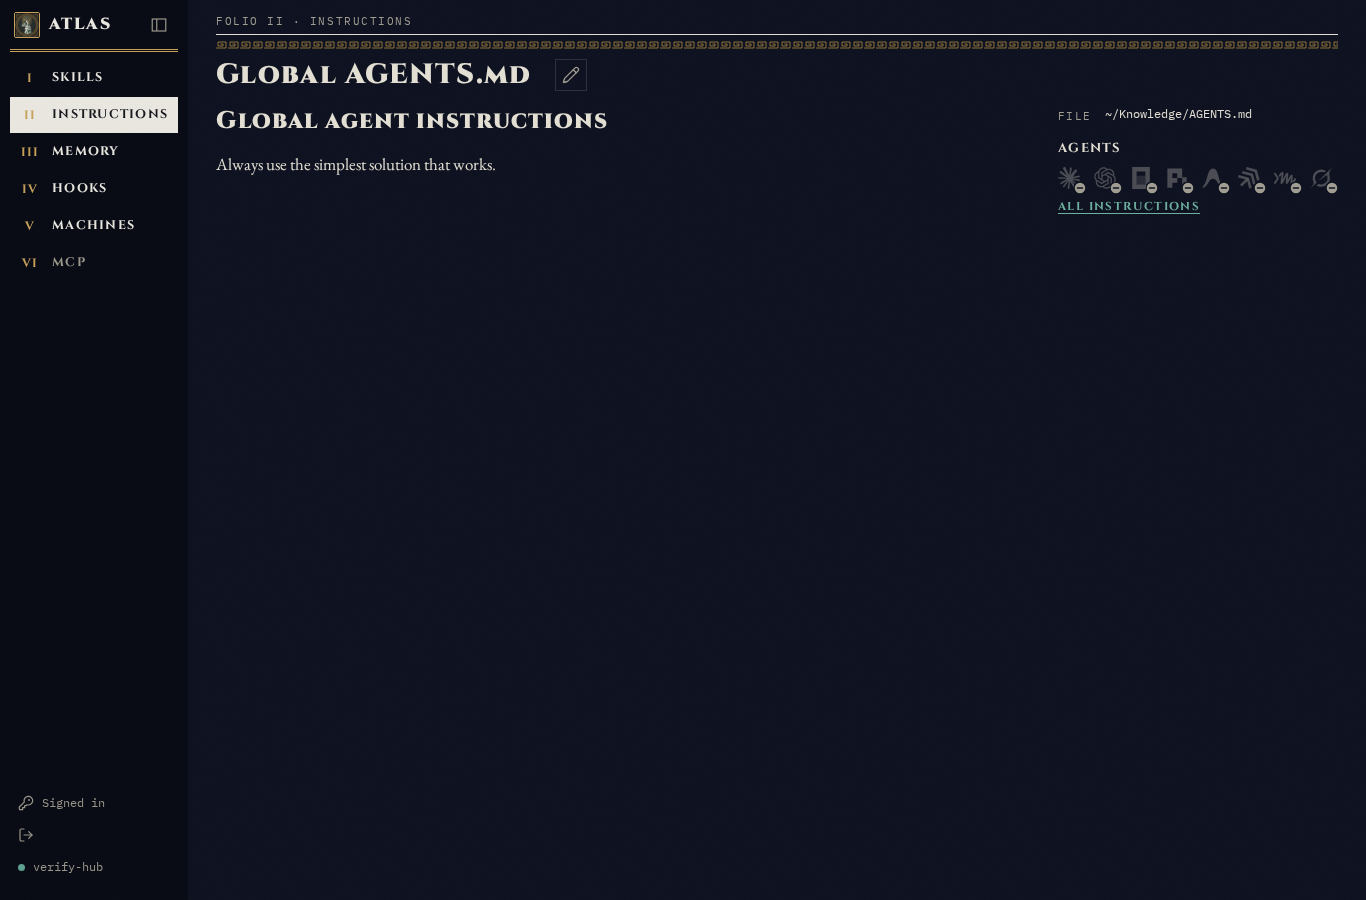 ATLAS
I SKILLS
II INSTRUCTIONS
III MEMORY
IV HOOKS
V MACHINES
VI MCP
Signed in
verify-hub
FOLIO II · INSTRUCTIONS
Global AGENTS.md
Global agent instructions
Always use the simplest solution that works.
FILE ~/Knowledge/AGENTS.md
AGENTS
ALL INSTRUCTIONS